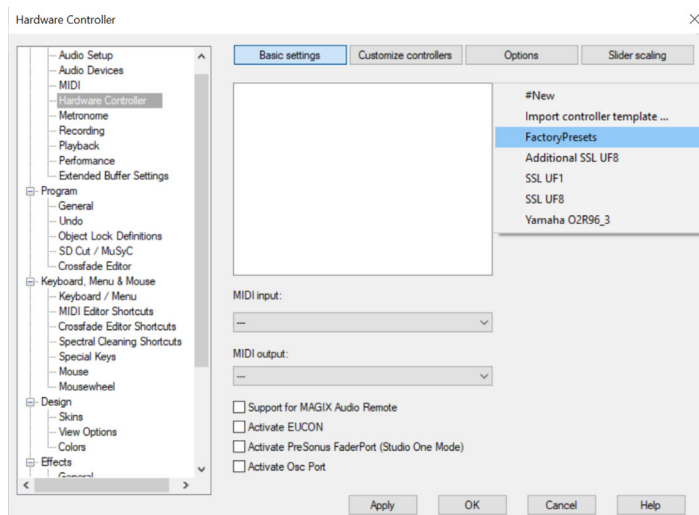 Hardware Controller
Audio Setup
Audio Devices
MIDI
Hardware Controller
Metronome
Recording
Playback
Performance
Extended Buffer Settings
Program
General
Undo
Object Lock Definitions
SD Cut / MuSyC
Crossfade Editor
Keyboard, Menu & Mouse
Keyboard / Menu
MIDI Editor Shortcuts
Crossfade Editor Shortcuts
Spectral Cleaning Shortcuts
Special Keys
Mouse
Mousewheel
Design
Skins
View Options
Colors
Effects
General
Basic settings
Customize controllers
Options
Slider scaling
#New
Import controller template ...
FactoryPresets
Additional SSL UF8
SSL UF1
SSL UF8
Yamaha O2R96_3
MIDI input:
---
MIDI output:
---
Support for MAGIX Audio Remote
Activate EUCON
Activate PreSonus FaderPort (Studio One Mode)
Activate Osc Port
Apply
OK
Cancel
Help